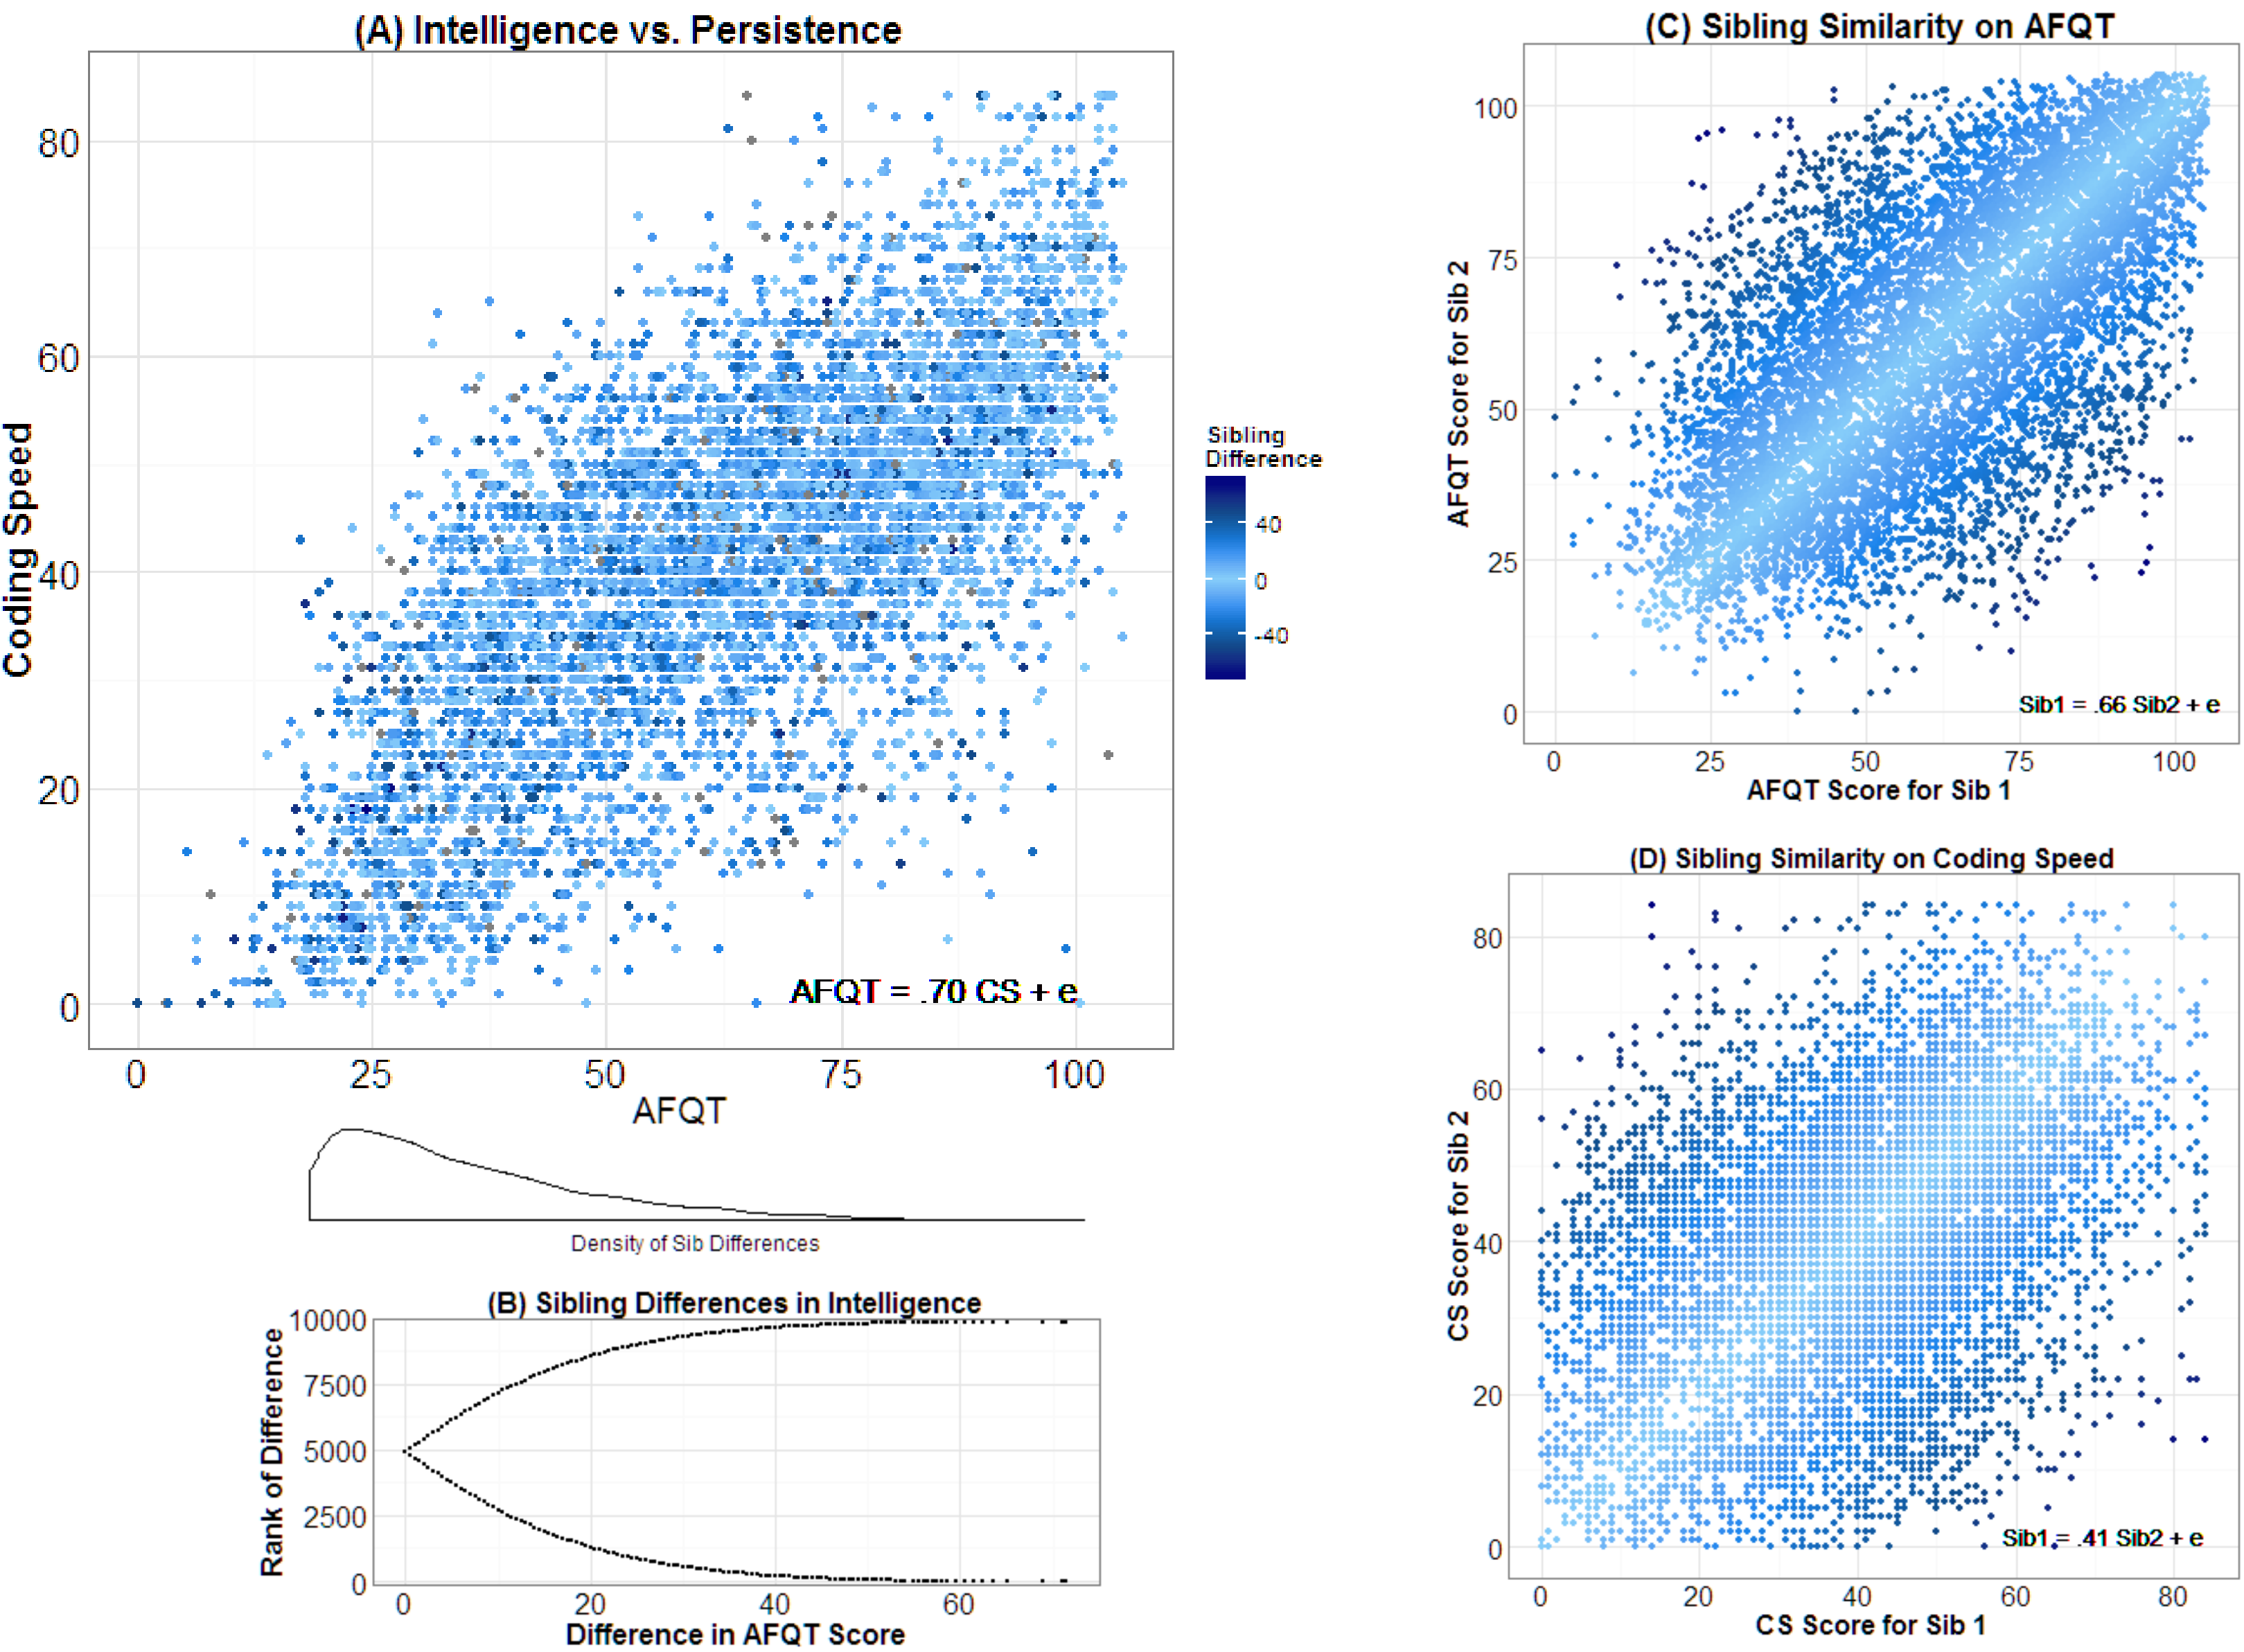 (A) Intelligence vs. Persistence
Coding Speed
80
60
40
20
0
AFQT = .70 CS + e
0 25 50 75 100
AFQT
Sibling
Difference
40
0
-40
Density of Sib Differences
(B) Sibling Differences in Intelligence
Rank of Difference
10000
7500
5000
2500
0
0 20 40 60
Difference in AFQT Score
(C) Sibling Similarity on AFQT
AFQT Score for Sib 2
100
75
50
25
0
Sib1 = .66 Sib2 + e
0 25 50 75 100
AFQT Score for Sib 1
(D) Sibling Similarity on Coding Speed
CS Score for Sib 2
80
60
40
20
0
Sib1 = .41 Sib2 + e
0 20 40 60 80
CS Score for Sib 1